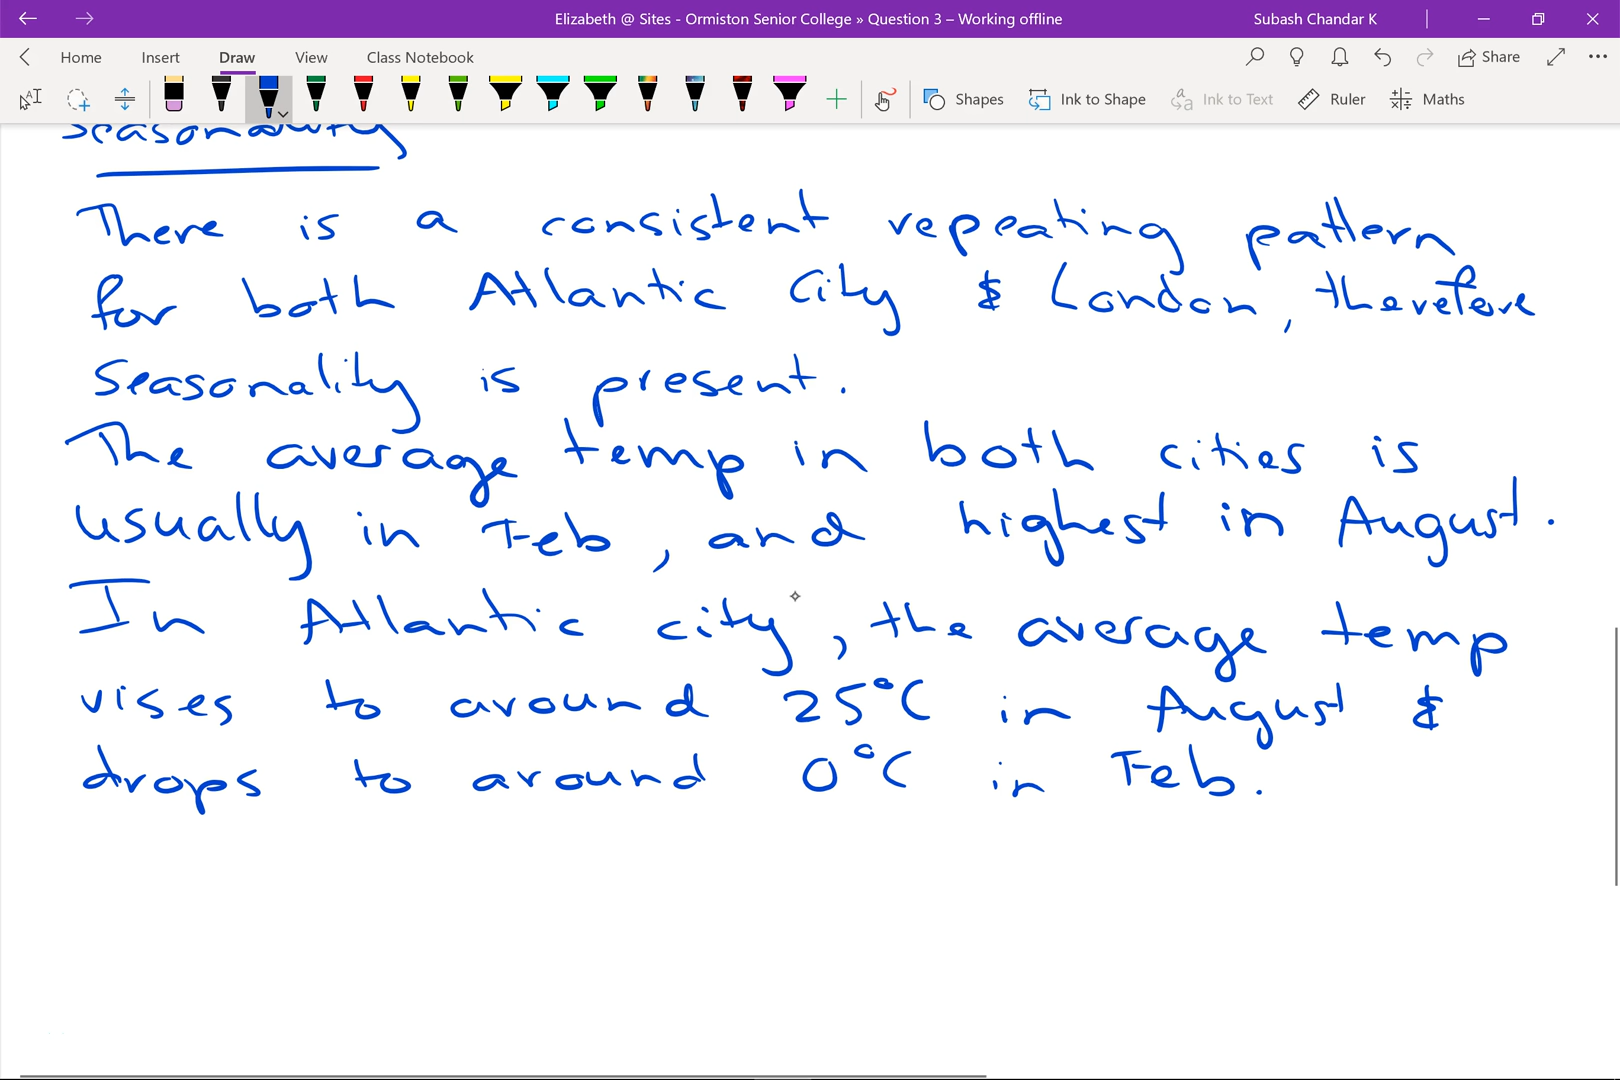 Elizabeth @ Sites - Ormiston Senior College » Question 3 – Working offline
Subash Chandar K
Home Insert Draw View Class Notebook
Share
Shapes Ink to Shape Ink to Text Ruler Maths
Seasonality
There is a consistent repeating pattern
for both Atlantic City & London, therefore
Seasonality is present.
The average temp in both cities is
usually in Feb, and highest in August.
In Atlantic city, the average temp
rises to around 25°C in August &
drops to around 0°C in Feb.